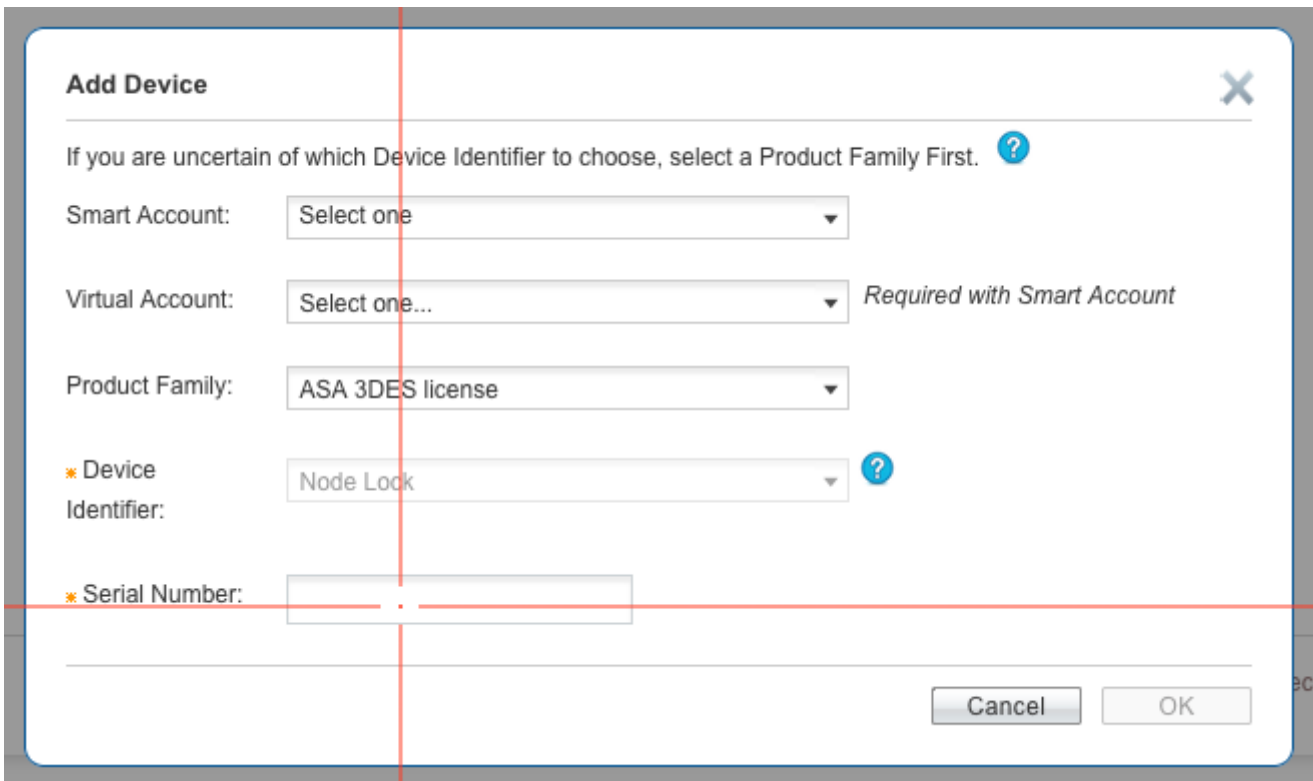 Add Device
If you are uncertain of which Device Identifier to choose, select a Product Family First. ?
Smart Account: Select one
Virtual Account: Select one... Required with Smart Account
Product Family: ASA 3DES license
* Device Identifier: Node Lock ?
* Serial Number:
Cancel OK
ec